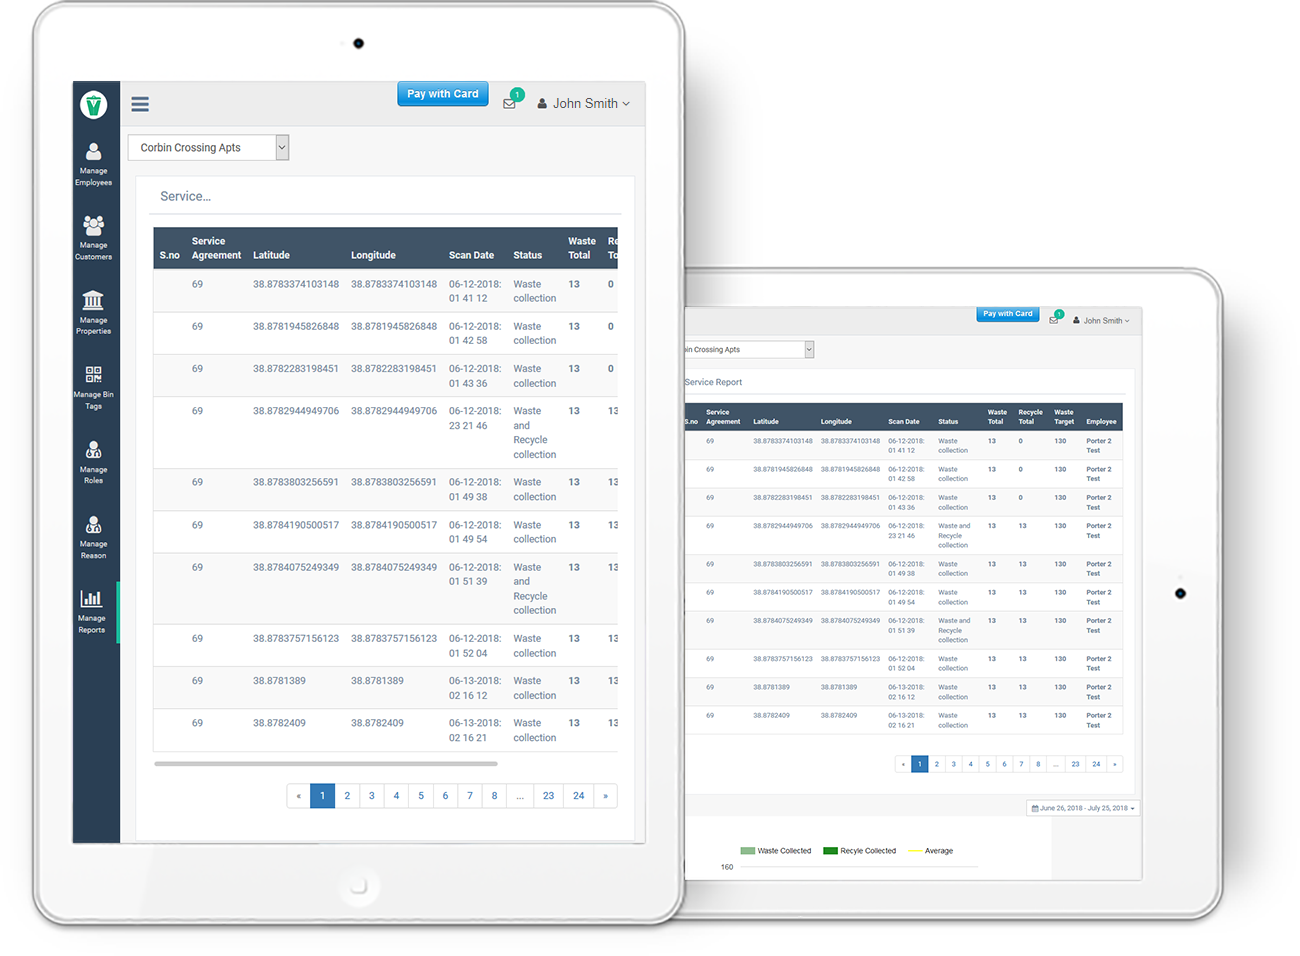 Pay with Card
1
John Smith
Corbin Crossing Apts
Manage
Employees
Manage
Customers
Manage
Properties
Manage Bin
Tags
Manage
Roles
Manage
Reason
Manage
Reports
Service...
S.no Service Agreement Latitude Longitude Scan Date Status Waste Total Re To
69 38.8783374103148 38.8783374103148 06-12-2018: 01 41 12 Waste collection 13 0
69 38.8781945826848 38.8781945826848 06-12-2018: 01 42 58 Waste collection 13 0
69 38.8782283198451 38.8782283198451 06-12-2018: 01 43 36 Waste collection 13 0
69 38.8782944949706 38.8782944949706 06-12-2018: 23 21 46 Waste and Recycle collection 13 13
69 38.8783803256591 38.8783803256591 06-12-2018: 01 49 38 Waste collection 13 13
69 38.8784190500517 38.8784190500517 06-12-2018: 01 49 54 Waste collection 13 13
69 38.8784075249349 38.8784075249349 06-12-2018: 01 51 39 Waste and Recycle collection 13 13
69 38.8783757156123 38.8783757156123 06-12-2018: 01 52 04 Waste collection 13 13
69 38.8781389 38.8781389 06-13-2018: 02 16 12 Waste collection 13 13
69 38.8782409 38.8782409 06-13-2018: 02 16 21 Waste collection 13 13
« 1 2 3 4 5 6 7 8 ... 23 24 »
Pay with Card
1
John Smith
in Crossing Apts
Service Report
S.no Service Agreement Latitude Longitude Scan Date Status Waste Total Recycle Total Waste Target Employee
69 38.8783374103148 38.8783374103148 06-12-2018: 01 41 12 Waste collection 13 0 130 Porter 2 Test
69 38.8781945826848 38.8781945826848 06-12-2018: 01 42 58 Waste collection 13 0 130 Porter 2 Test
69 38.8782283198451 38.8782283198451 06-12-2018: 01 43 36 Waste collection 13 0 130 Porter 2 Test
69 38.8782944949706 38.8782944949706 06-12-2018: 23 21 46 Waste and Recycle collection 13 13 130 Porter 2 Test
69 38.8783803256591 38.8783803256591 06-12-2018: 01 49 38 Waste collection 13 13 130 Porter 2 Test
69 38.8784190500517 38.8784190500517 06-12-2018: 01 49 54 Waste collection 13 13 130 Porter 2 Test
69 38.8784075249349 38.8784075249349 06-12-2018: 01 51 39 Waste and Recycle collection 13 13 130 Porter 2 Test
69 38.8783757156123 38.8783757156123 06-12-2018: 01 52 04 Waste collection 13 13 130 Porter 2 Test
69 38.8781389 38.8781389 06-13-2018: 02 16 12 Waste collection 13 13 130 Porter 2 Test
69 38.8782409 38.8782409 06-13-2018: 02 16 21 Waste collection 13 13 130 Porter 2 Test
« 1 2 3 4 5 6 7 8 ... 23 24 »
June 26, 2018 - July 25, 2018
Waste Collected Recyle Collected Average
160